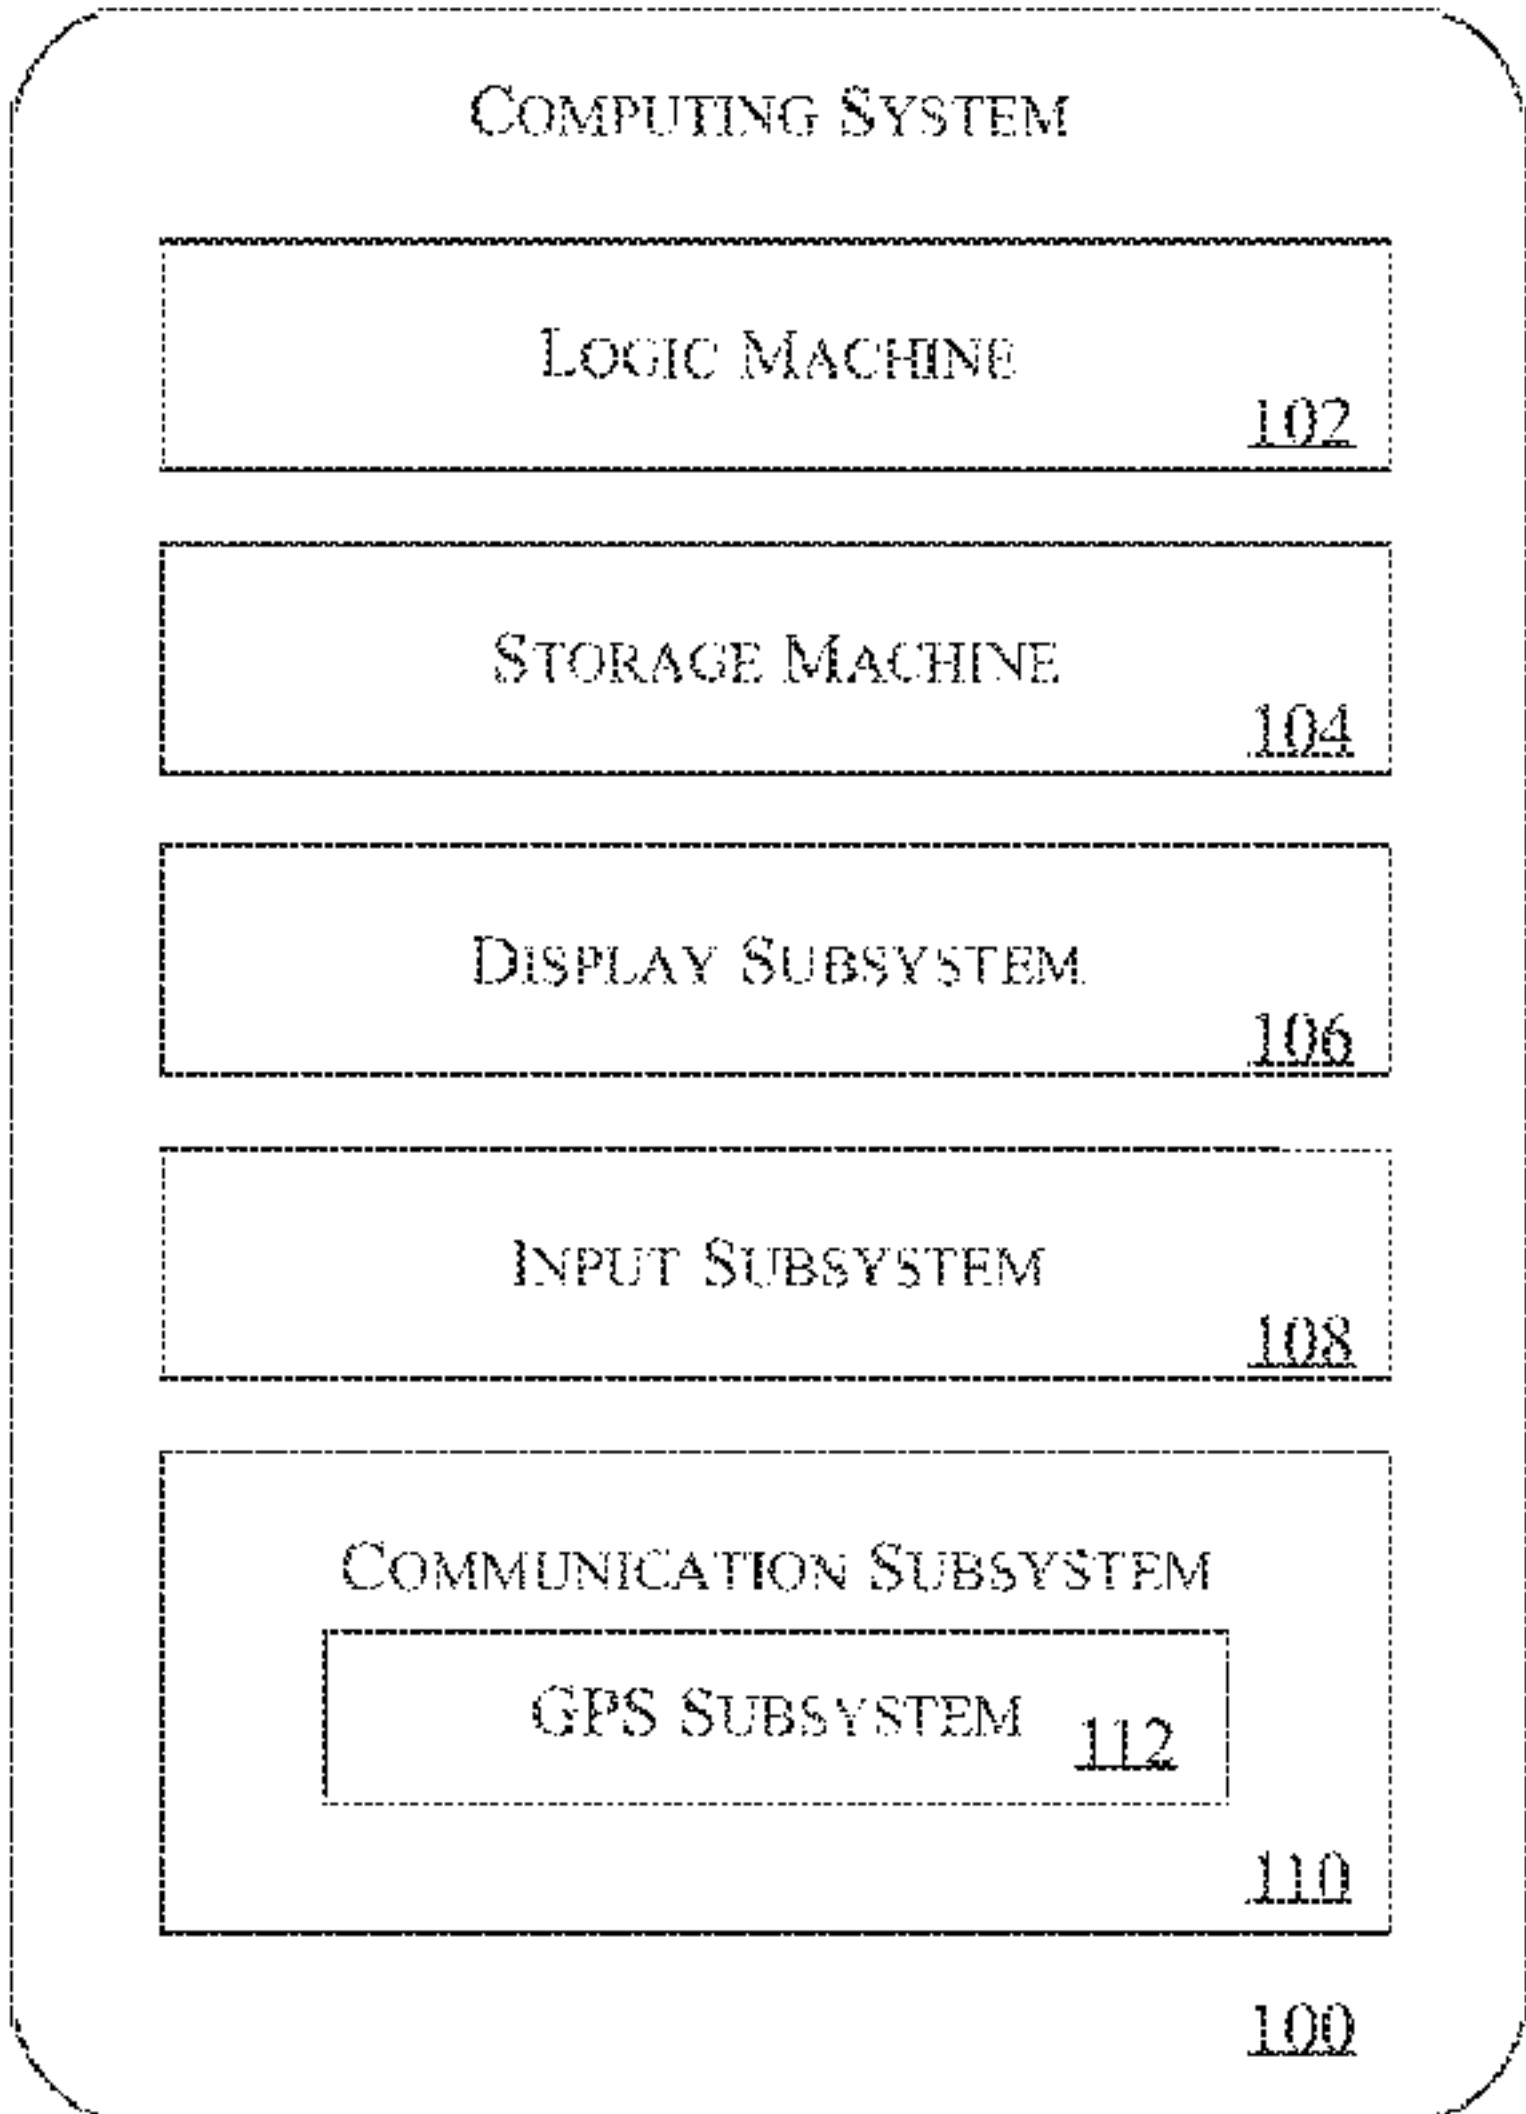 COMPUTING SYSTEM
LOGIC MACHINE
102
STORAGE MACHINE
104
DISPLAY SUBSYSTEM
106
INPUT SUBSYSTEM
108
COMMUNICATION SUBSYSTEM
GPS SUBSYSTEM
112
110
100